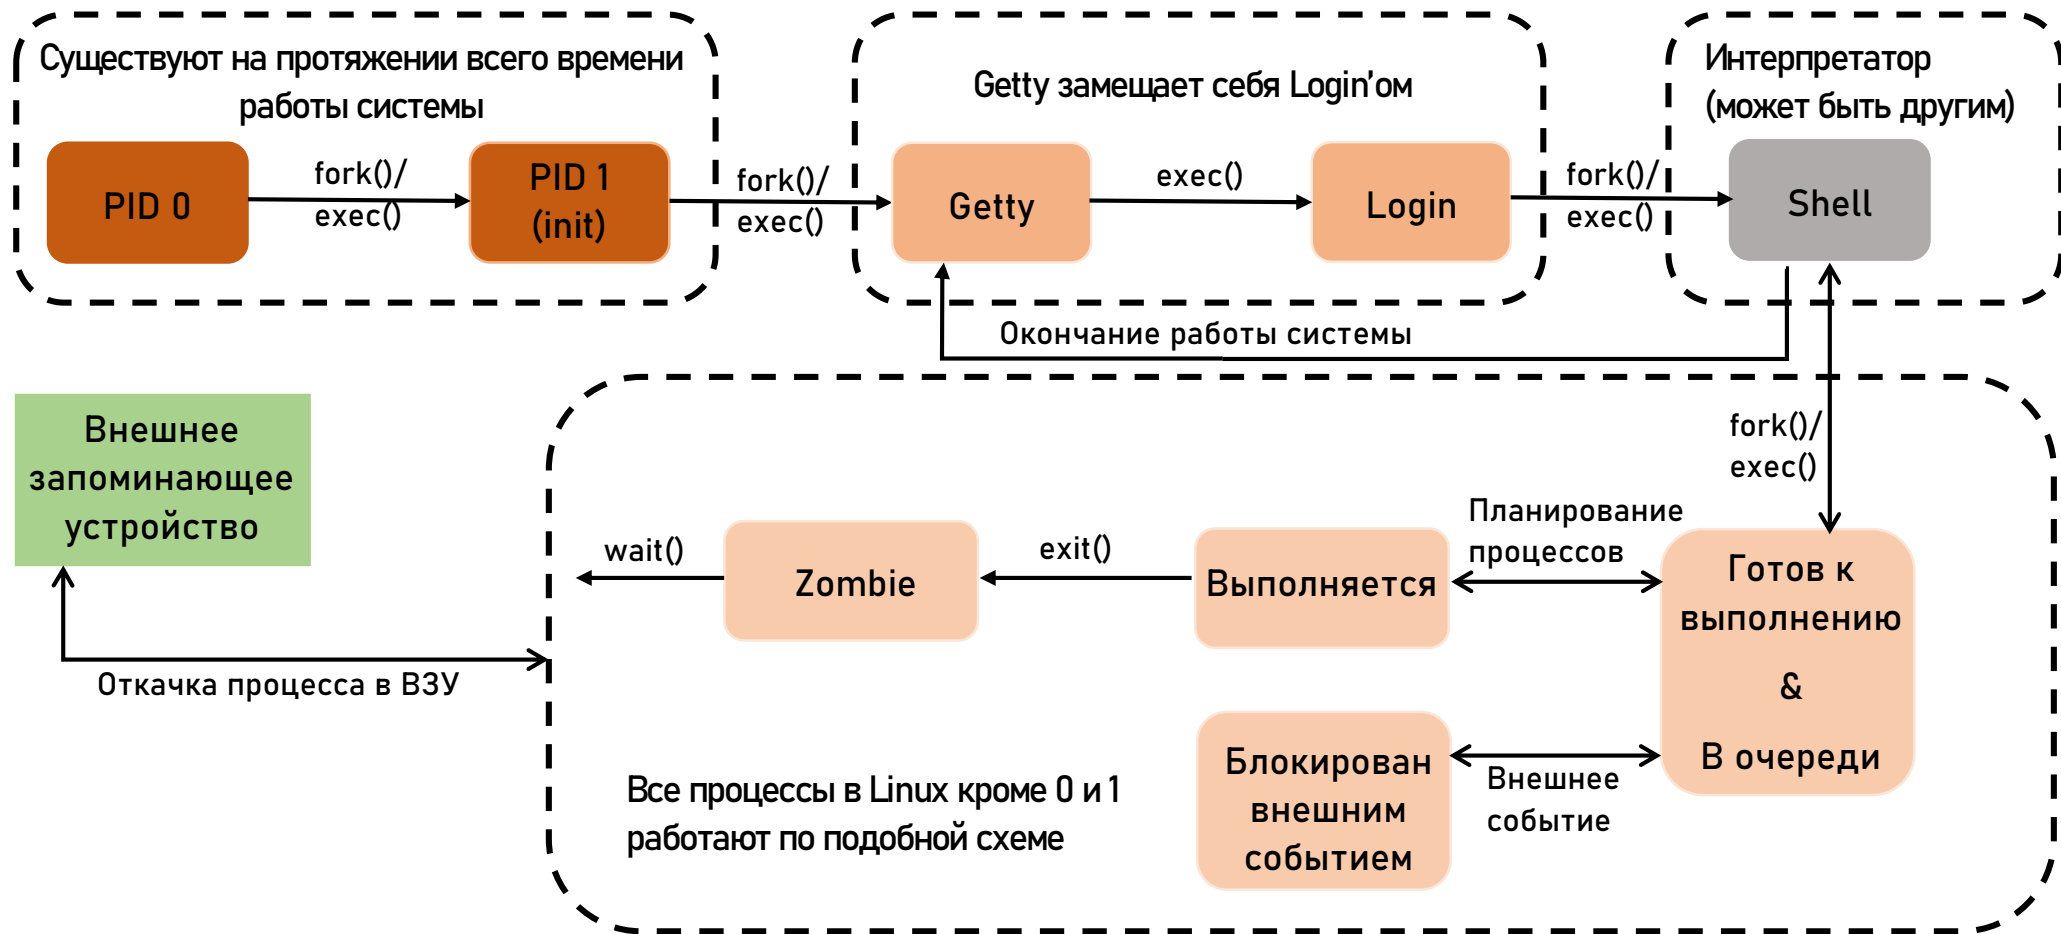 Существуют на протяжении всего времени
работы системы
PID 0
fork()/
exec()
PID 1
(init)
fork()/
exec()
Getty замещает себя Login’ом
Getty
exec()
Login
fork()/
exec()
Интерпретатор
(может быть другим)
Shell
Окончание работы системы
fork()/
exec()
Внешнее
запоминающее
устройство
Откачка процесса в ВЗУ
wait()
Zombie
exit()
Выполняется
Планирование
процессов
Готов к
выполнению
&
В очереди
Блокирован
внешним
событием
Внешнее
событие
Все процессы в Linux кроме 0 и 1
работают по подобной схеме